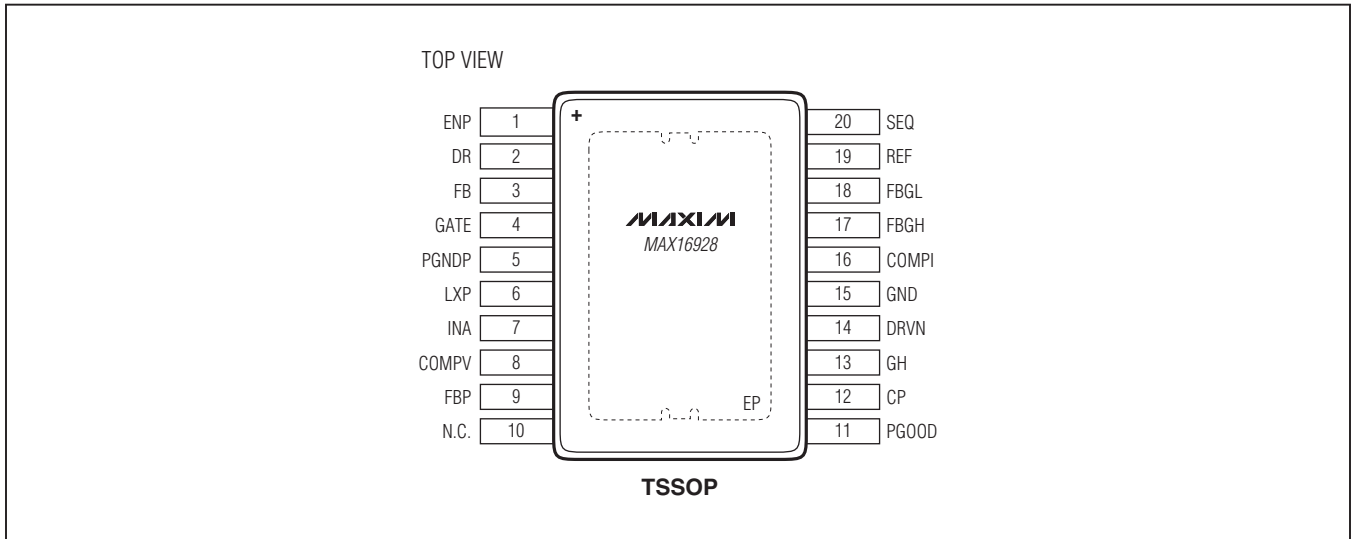 TOP VIEW
+
ENP 1
20 SEQ
DR 2
19 REF
FB 3
18 FBGL
GATE 4
17 FBGH
PGNDP 5
16 COMPI
LXP 6
15 GND
INA 7
14 DRVN
COMPV 8
13 GH
FBP 9
12 CP
N.C. 10
11 PGOOD
MAXIM
MAX16928
EP
TSSOP